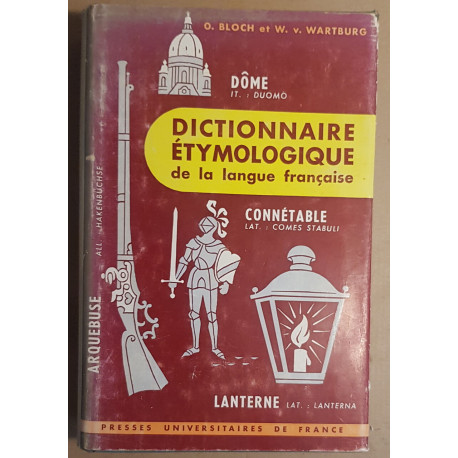 O. BLOCH et W. v. WARTBURG
DÔME
IT. : DUOMO
DICTIONNAIRE
ÉTYMOLOGIQUE
de la langue française
CONNÉTABLE
LAT. : COMES STABULI
ARQUEBUSE ALL. : HAKENBÜCHSE
LANTERNE LAT. : LANTERNA
PRESSES UNIVERSITAIRES DE FRANCE